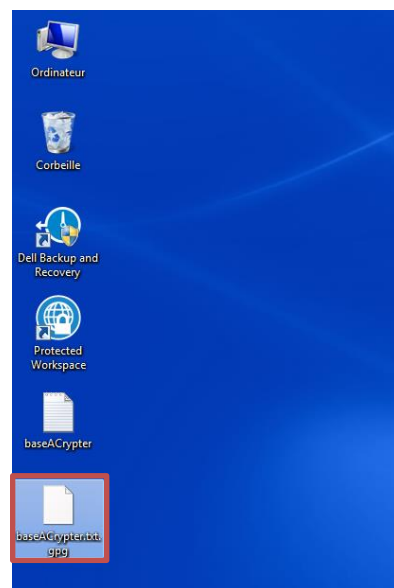 Ordinateur
Corbeille
Dell Backup and
Recovery
Protected
Workspace
baseACrypter
baseACrypter.txt.
gpg